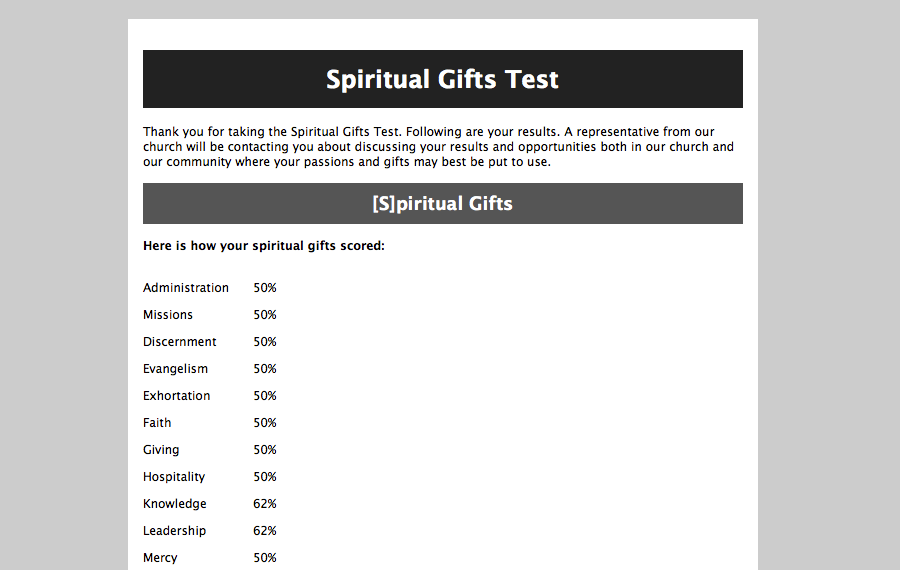 Spiritual Gifts Test
Thank you for taking the Spiritual Gifts Test. Following are your results. A representative from our
church will be contacting you about discussing your results and opportunities both in our church and
our community where your passions and gifts may best be put to use.
[S]piritual Gifts
Here is how your spiritual gifts scored:
Administration 50%
Missions 50%
Discernment 50%
Evangelism 50%
Exhortation 50%
Faith 50%
Giving 50%
Hospitality 50%
Knowledge 62%
Leadership 62%
Mercy 50%